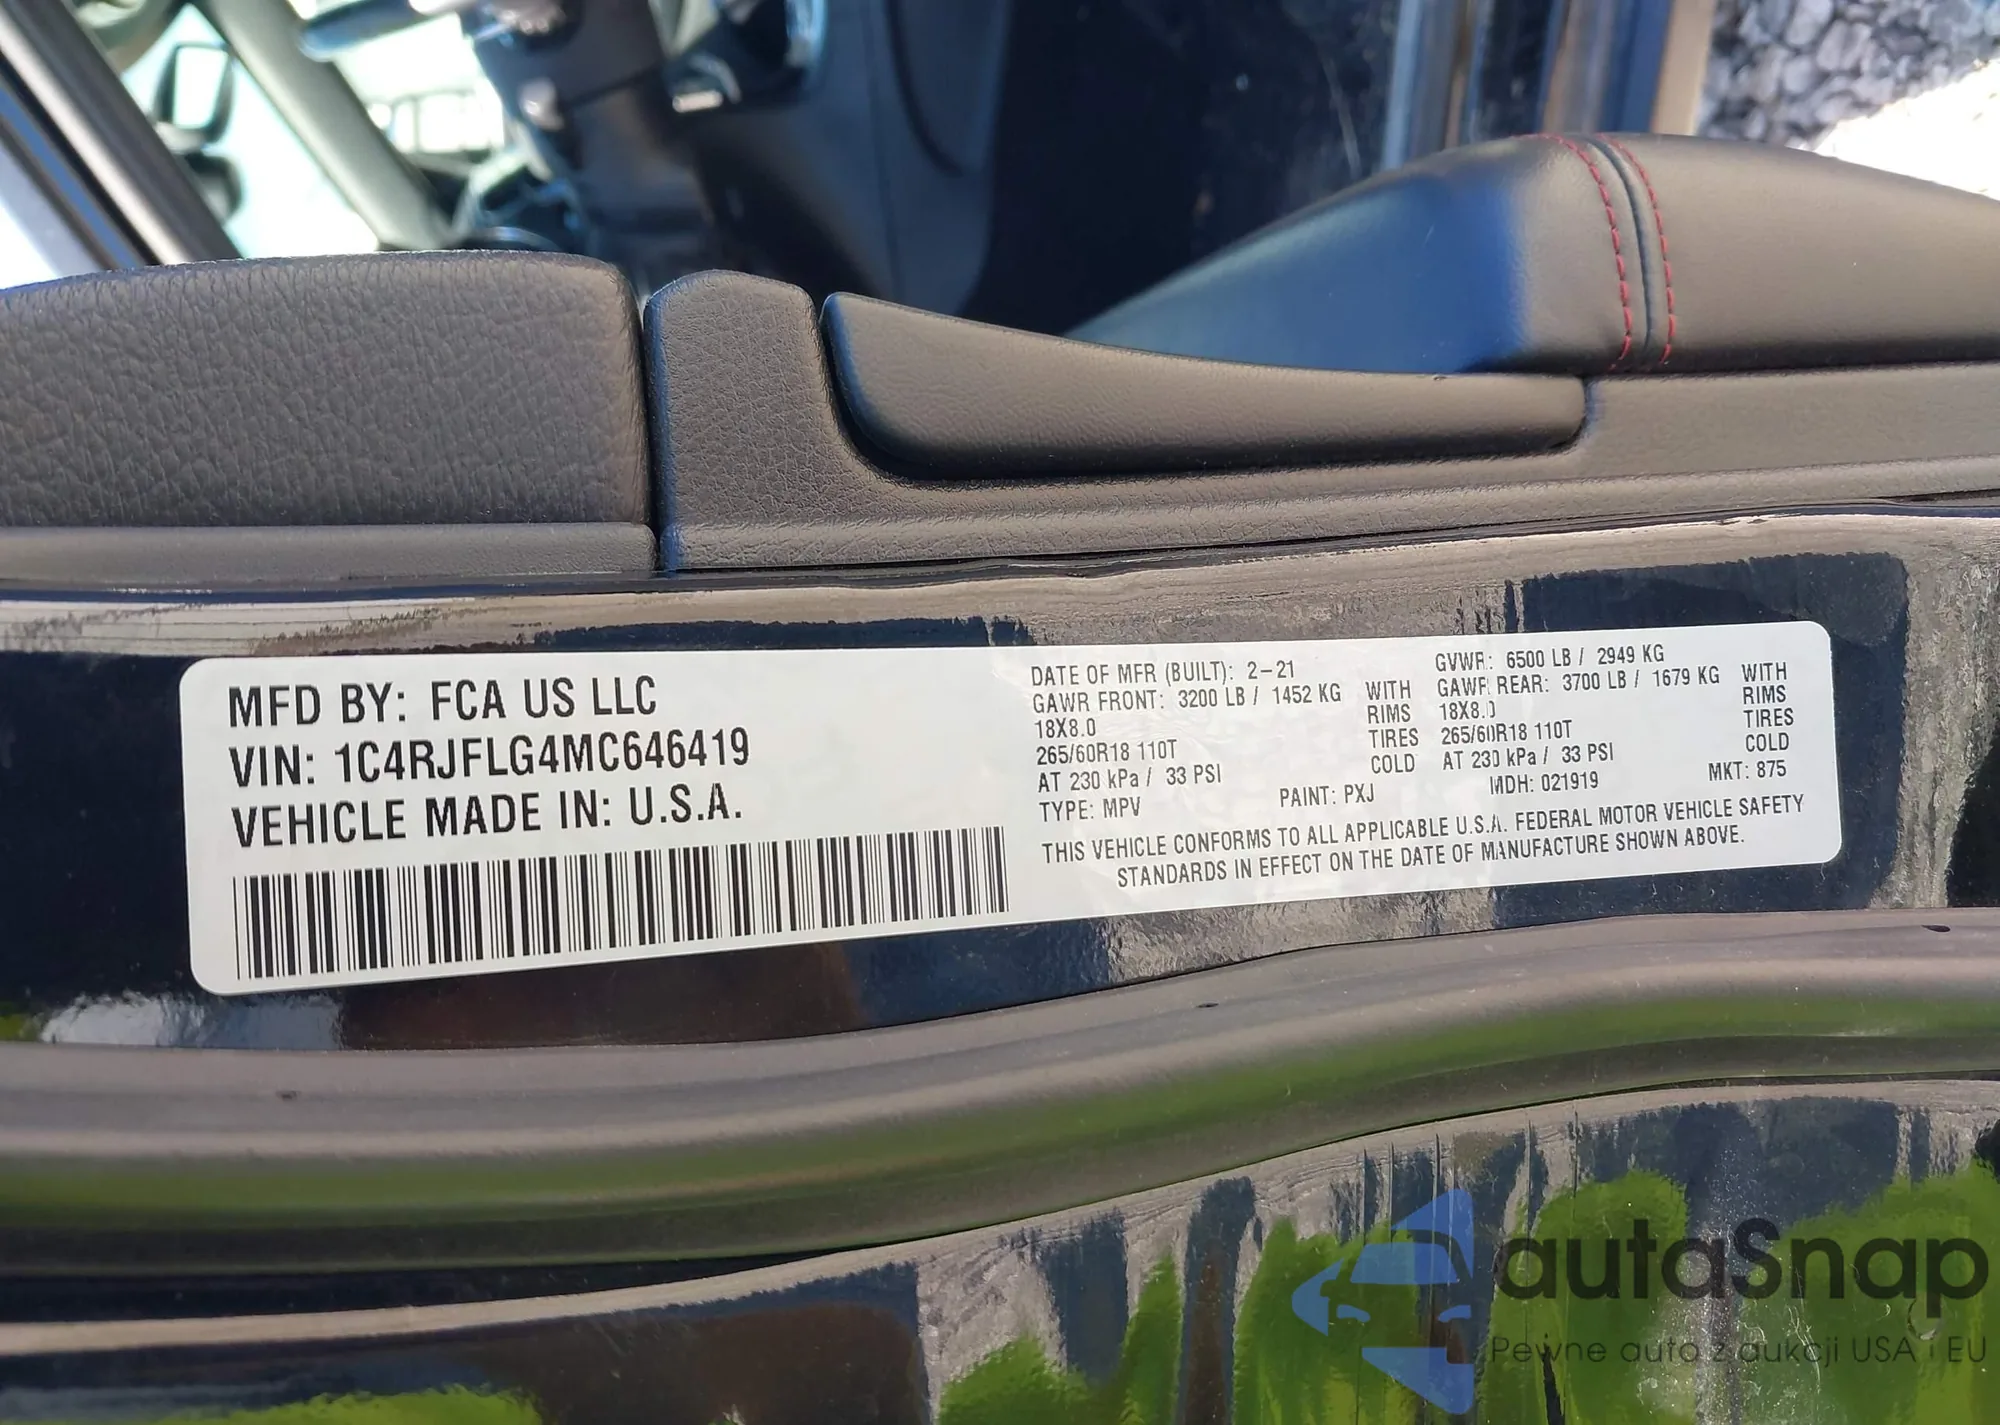 MFD BY: FCA US LLC
VIN: 1C4RJFLG4MC646419
VEHICLE MADE IN: U.S.A.
DATE OF MFR (BUILT): 2-21
GAWR FRONT: 3200 LB / 1452 KG WITH
18X8.0 RIMS
265/60R18 110T TIRES
AT 230 kPa / 33 PSI COLD
TYPE: MPV
PAINT: PXJ
GVWR: 6500 LB / 2949 KG
GAWR REAR: 3700 LB / 1679 KG WITH
18X8.0 RIMS
265/60R18 110T TIRES
AT 230 kPa / 33 PSI COLD
MDH: 021919
MKT: 875
THIS VEHICLE CONFORMS TO ALL APPLICABLE U.S.A. FEDERAL MOTOR VEHICLE SAFETY
STANDARDS IN EFFECT ON THE DATE OF MANUFACTURE SHOWN ABOVE.
autaSnap
Pewne auto z aukcji USA i EU